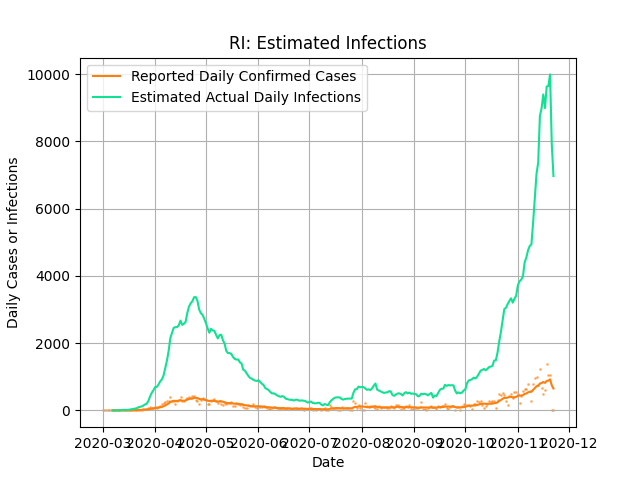 RI: Estimated Infections
Reported Daily Confirmed Cases
Estimated Actual Daily Infections
10000
8000
6000
4000
2000
0
Daily Cases or Infections
2020-03 2020-04 2020-05 2020-06 2020-07 2020-08 2020-09 2020-10 2020-11 2020-12
Date